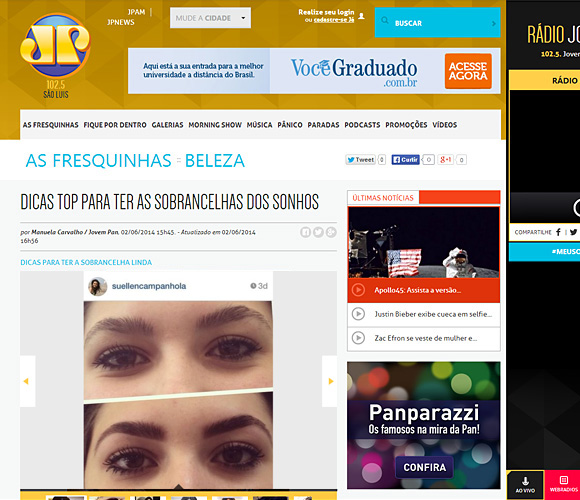 JPAM | JPNEWS
MUDE A CIDADE
Realize seu login
ou cadastre-se Já
BUSCAR
JP
102.5
SÃO LUIS
Aqui está a sua entrada para a melhor
universidade a distância do Brasil.
VocêGraduado
.com.br
ACESSE
AGORA
AS FRESQUINHAS FIQUE POR DENTRO GALERIAS MORNING SHOW MÚSICA PÂNICO PARADAS PODCASTS PROMOÇÕES VÍDEOS
AS FRESQUINHAS :: BELEZA
Tweet 0 Curtir 0 +1 0
DICAS TOP PARA TER AS SOBRANCELHAS DOS SONHOS
por Manuela Carvalho / Jovem Pan, 02/06/2014 15h45. - Atualizado em 02/06/2014
16h56
DICAS PARA TER A SOBRANCELHA LINDA
suellencampanhola
3d
ÚLTIMAS NOTÍCIAS
Apollo45: Assista a versão...
Justin Bieber exibe cueca em selfie...
Zac Efron se veste de mulher e...
Panparazzi
Os famosos na mira da Pan!
CONFIRA
RÁDIO JO
102.5. Joven
RÁDIO
COMPARTILHE
#MEUSO
AO VIVO
WEBRADIOS